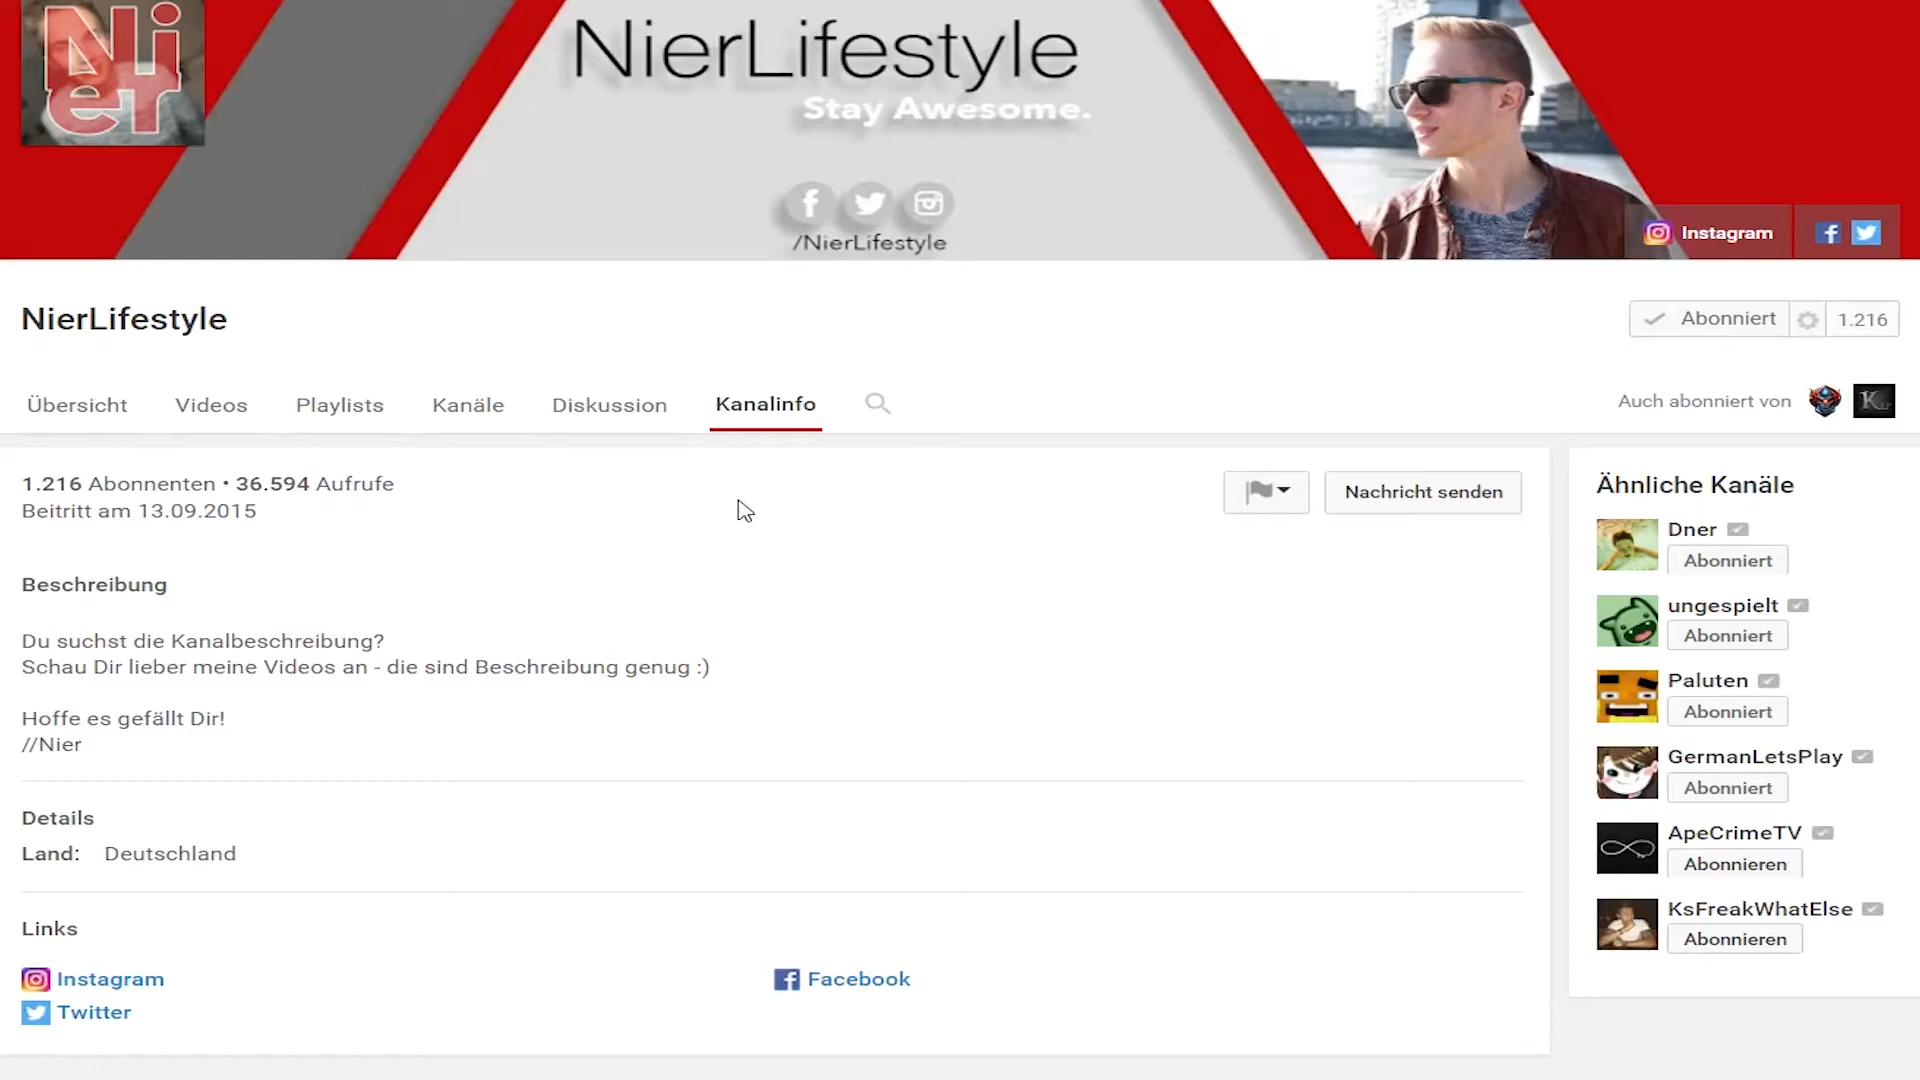 Ni
er
NierLifestyle
Stay Awesome.
/NierLifestyle
Instagram
NierLifestyle
Abonniert
1.216
Übersicht
Videos
Playlists
Kanäle
Diskussion
Kanalinfo
Auch abonniert von
1.216 Abonnenten • 36.594 Aufrufe
Beitritt am 13.09.2015
Nachricht senden
Beschreibung
Du suchst die Kanalbeschreibung?
Schau Dir lieber meine Videos an - die sind Beschreibung genug :)
Hoffe es gefällt Dir!
//Nier
Details
Land: Deutschland
Links
Instagram
Facebook
Twitter
Ähnliche Kanäle
Dner
Abonniert
ungespielt
Abonniert
Paluten
Abonniert
GermanLetsPlay
Abonniert
ApeCrimeTV
Abonnieren
KsFreakWhatElse
Abonnieren